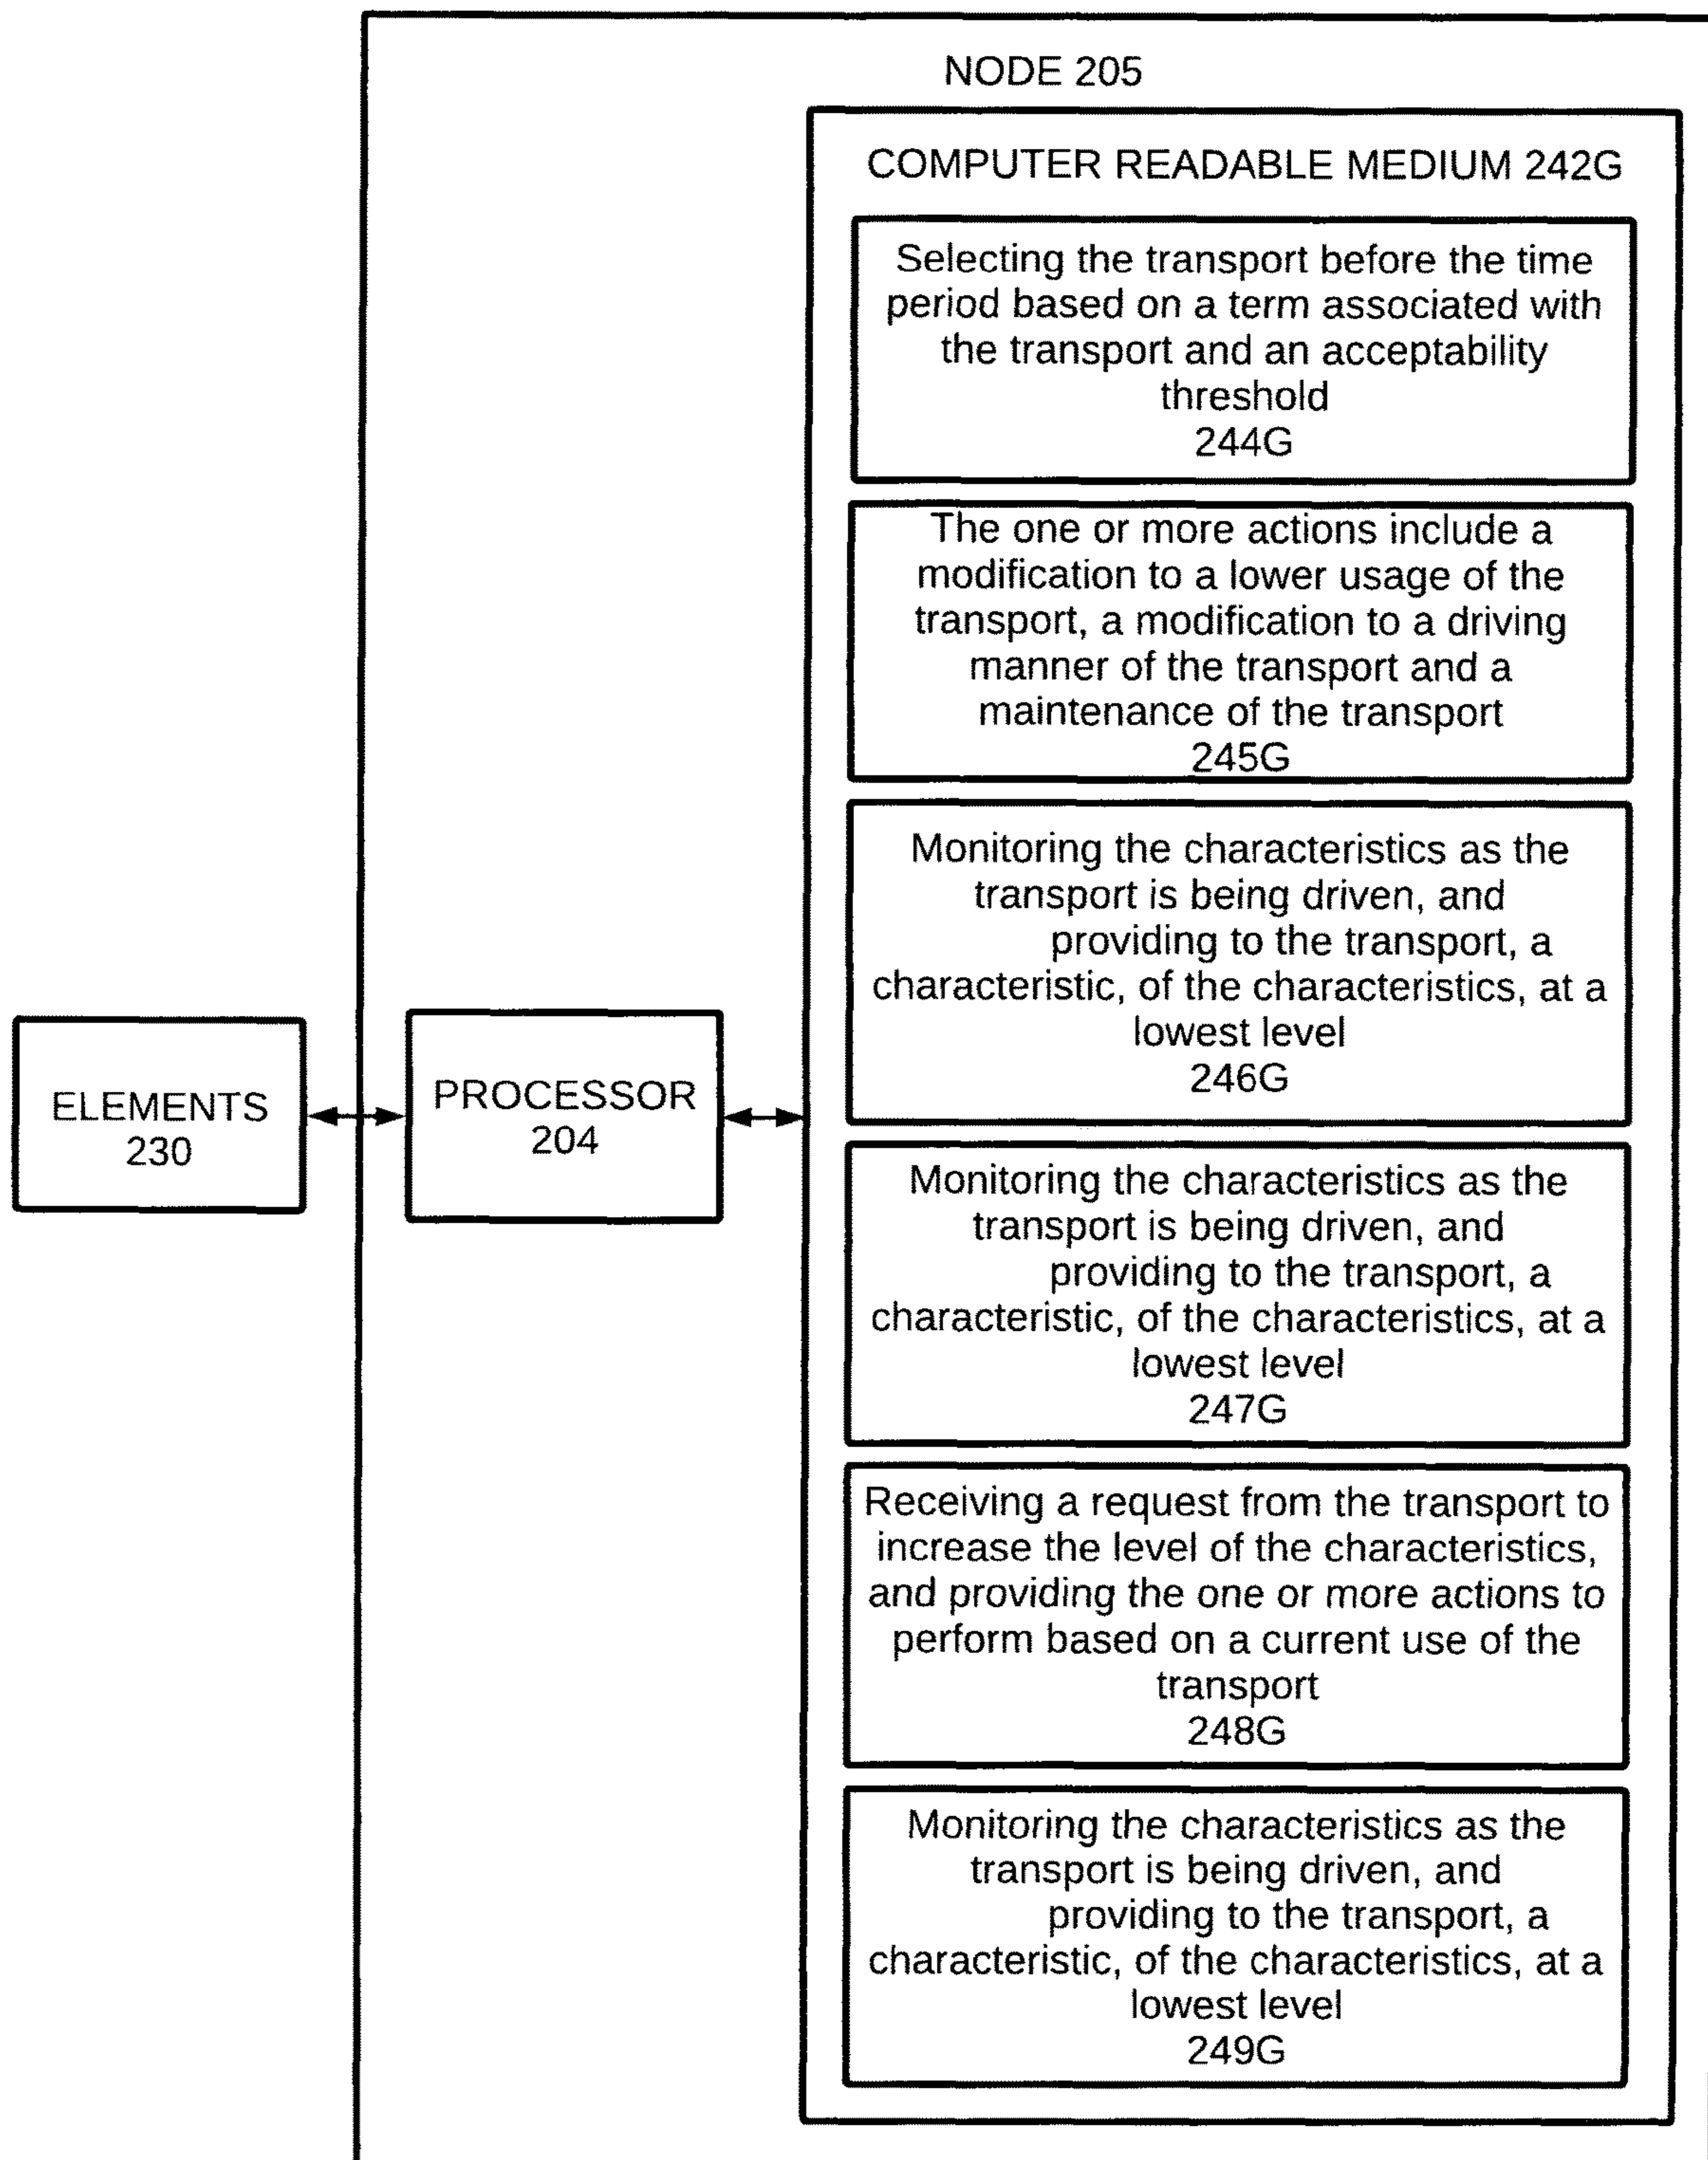 NODE 205
COMPUTER READABLE MEDIUM 242G
Selecting the transport before the time
period based on a term associated with
the transport and an acceptability
threshold
244G
The one or more actions include a
modification to a lower usage of the
transport, a modification to a driving
manner of the transport and a
maintenance of the transport
245G
Monitoring the characteristics as the
transport is being driven, and
providing to the transport, a
characteristic, of the characteristics, at a
lowest level
246G
ELEMENTS
230
PROCESSOR
204
Monitoring the characteristics as the
transport is being driven, and
providing to the transport, a
characteristic, of the characteristics, at a
lowest level
247G
Receiving a request from the transport to
increase the level of the characteristics,
and providing the one or more actions to
perform based on a current use of the
transport
248G
Monitoring the characteristics as the
transport is being driven, and
providing to the transport, a
characteristic, of the characteristics, at a
lowest level
249G